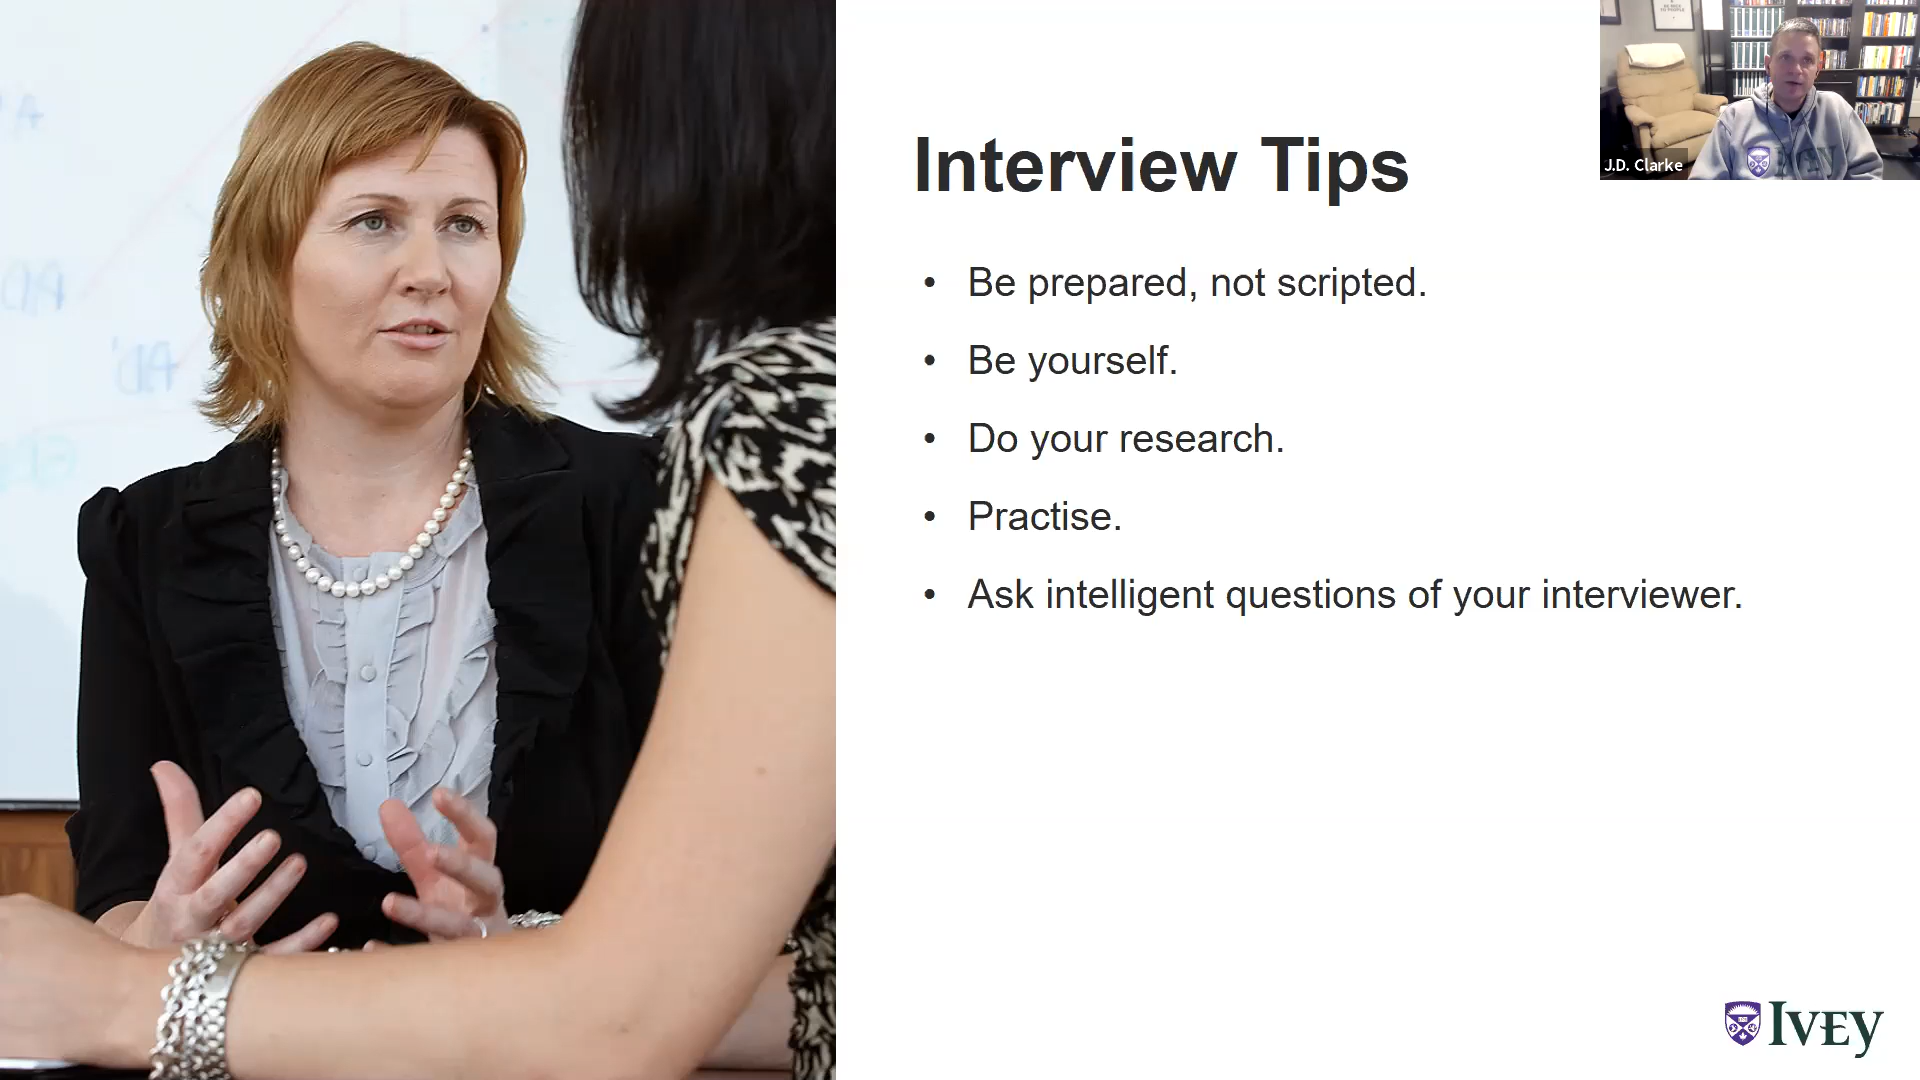 Interview Tips
• Be prepared, not scripted.
• Be yourself.
• Do your research.
• Practise.
• Ask intelligent questions of your interviewer.
J.D. Clarke
IVEY